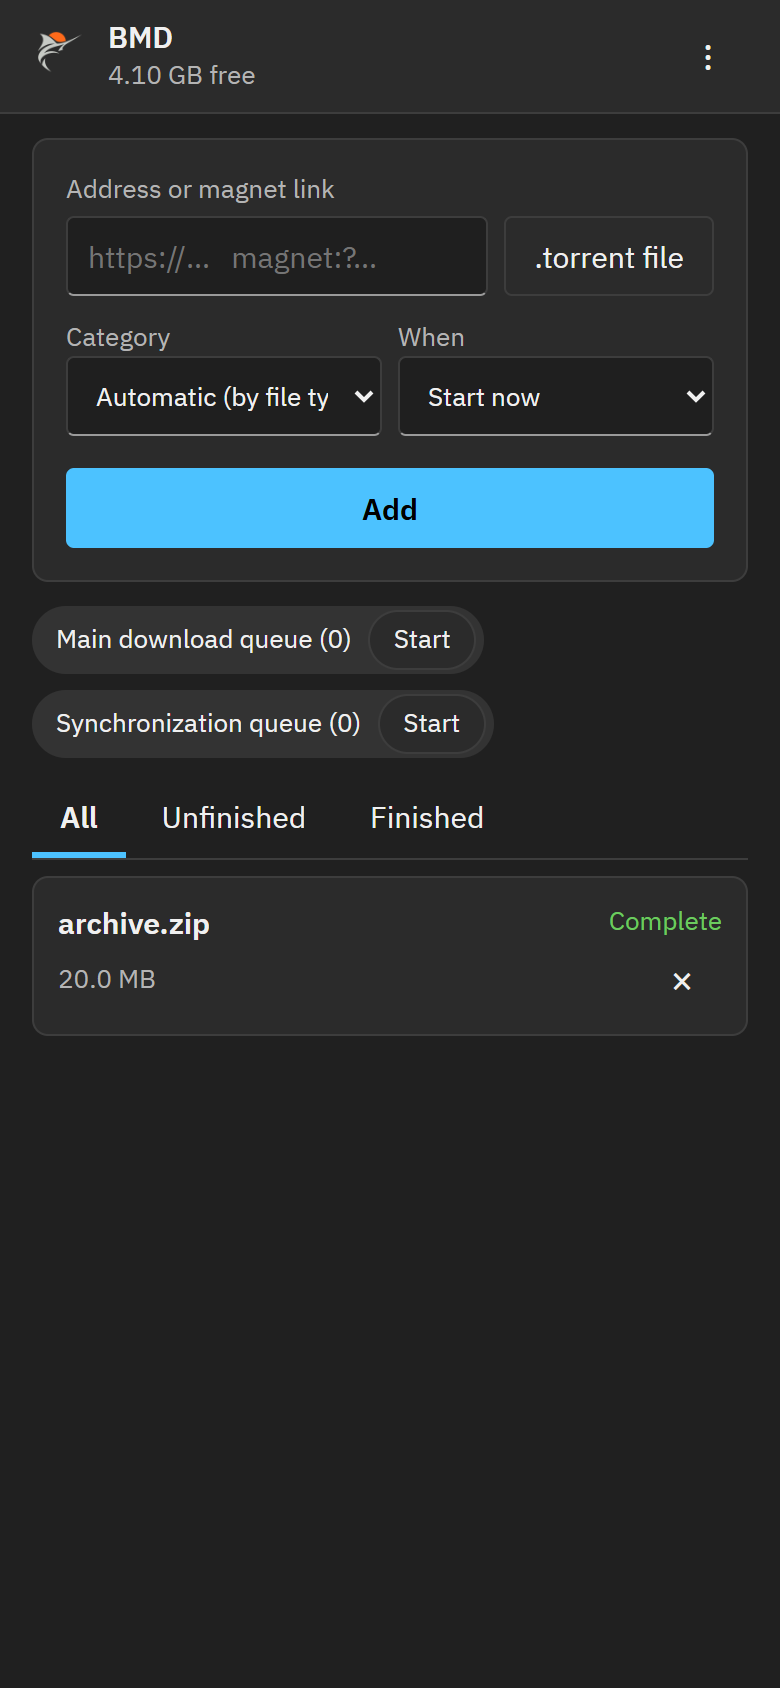 BMD
4.10 GB free
Address or magnet link
https://... magnet:?...
.torrent file
Category
When
Automatic (by file ty
Start now
Add
Main download queue (0)
Start
Synchronization queue (0)
Start
All
Unfinished
Finished
archive.zip
Complete
20.0 MB